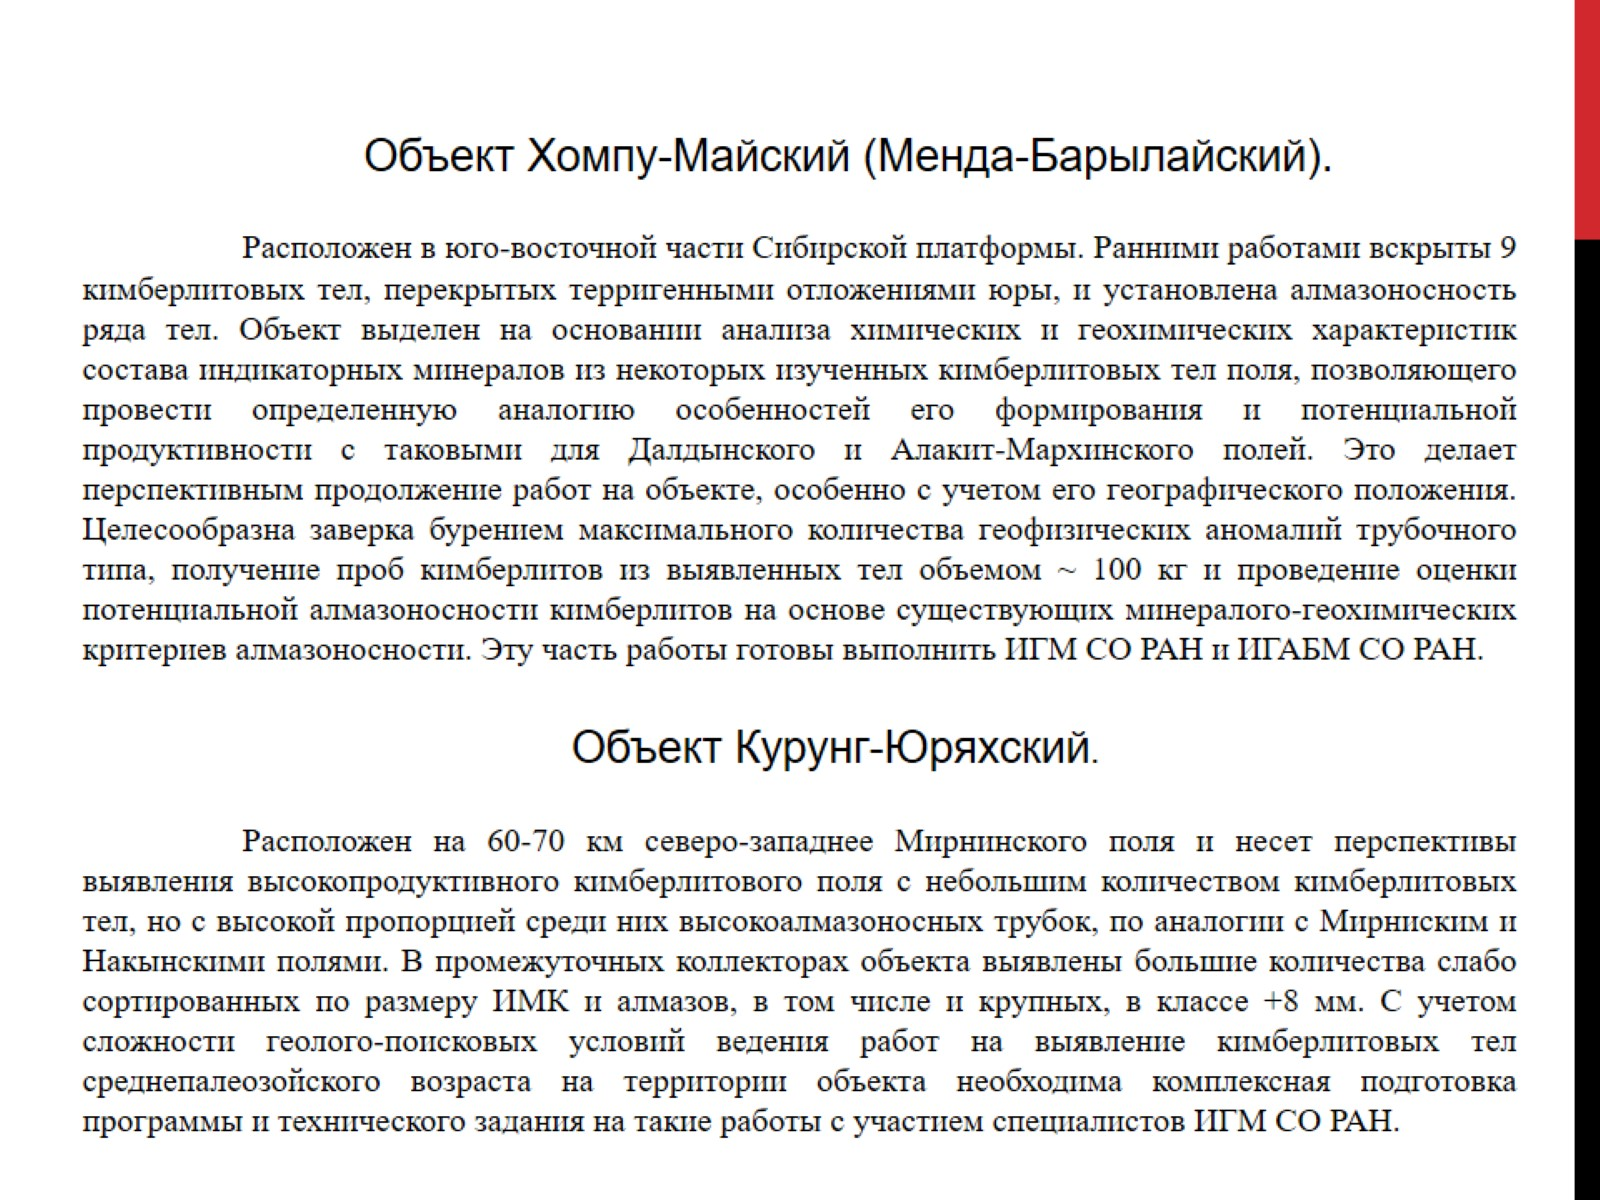 Объект Хомпу-Майский (Менда-Барылайский).
Расположен в юго-восточной части Сибирской платформы. Ранними работами вскрыты 9
кимберлитовых тел, перекрытых терригенными отложениями юры, и установлена алмазоносность
ряда тел. Объект выделен на основании анализа химических и геохимических характеристик
состава индикаторных минералов из некоторых изученных кимберлитовых тел поля, позволяющего
провести определенную аналогию особенностей его формирования и потенциальной
продуктивности с таковыми для Далдынского и Алакит-Мархинского полей. Это делает
перспективным продолжение работ на объекте, особенно с учетом его географического положения.
Целесообразна заверка бурением максимального количества геофизических аномалий трубочного
типа, получение проб кимберлитов из выявленных тел объемом ~ 100 кг и проведение оценки
потенциальной алмазоносности кимберлитов на основе существующих минералого-геохимических
критериев алмазоносности. Эту часть работы готовы выполнить ИГМ СО РАН и ИГАБМ СО РАН.
Объект Курунг-Юряхский.
Расположен на 60-70 км северо-западнее Мирнинского поля и несет перспективы
выявления высокопродуктивного кимберлитового поля с небольшим количеством кимберлитовых
тел, но с высокой пропорцией среди них высокоалмазоносных трубок, по аналогии с Мирниским и
Накынскими полями. В промежуточных коллекторах объекта выявлены большие количества слабо
сортированных по размеру ИМК и алмазов, в том числе и крупных, в классе +8 мм. С учетом
сложности геолого-поисковых условий ведения работ на выявление кимберлитовых тел
среднепалеозойского возраста на территории объекта необходима комплексная подготовка
программы и технического задания на такие работы с участием специалистов ИГМ СО РАН.